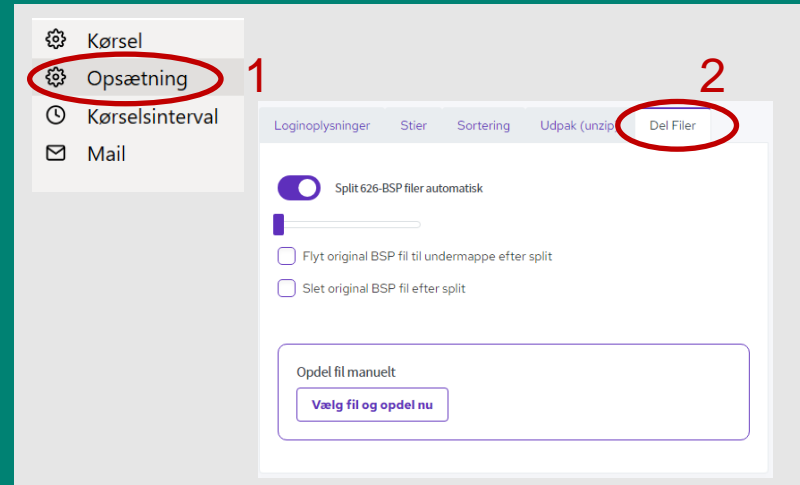 Kørsel
Opsætning
Kørselsinterval
Mail
1
2
Loginoplysninger Stier Sortering Udpak (unzip Del Filer
Split 626-BSP filer automatisk
Flyt original BSP fil til undermappe efter split
Slet original BSP fil efter split
Opdel fil manuelt
Vælg fil og opdel nu